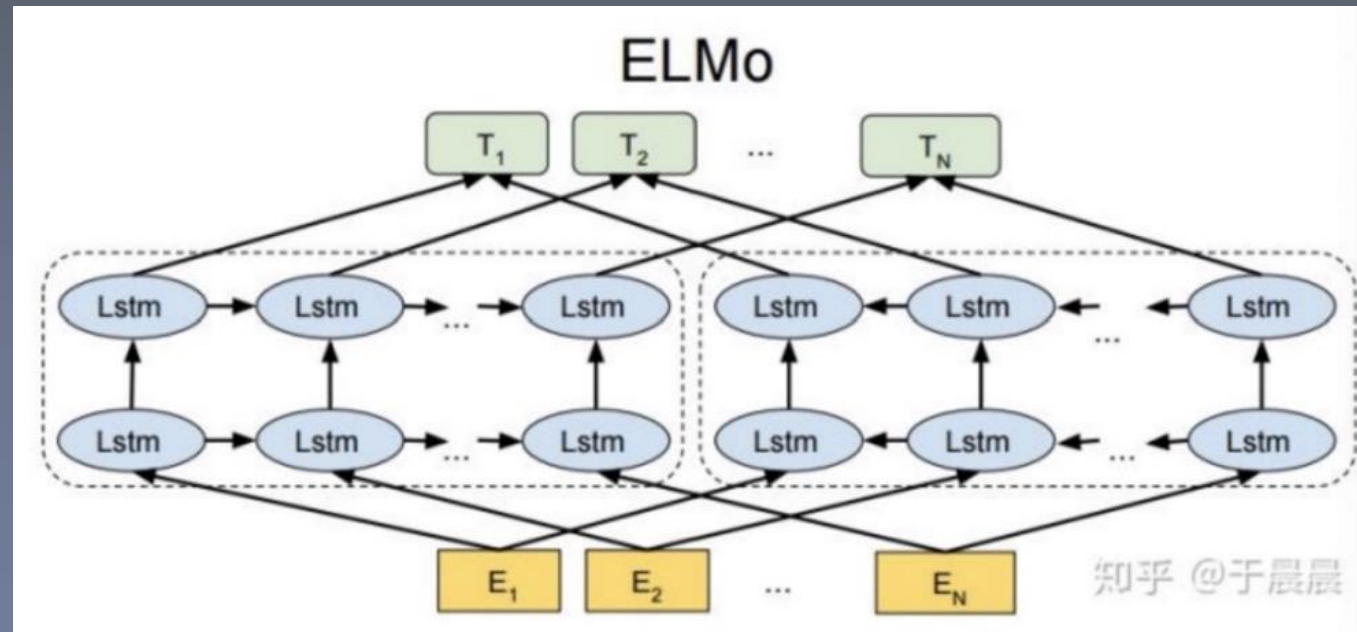 ELMo
T1 T2 ... TN
Lstm Lstm ... Lstm Lstm Lstm ... Lstm
Lstm Lstm ... Lstm Lstm Lstm ... Lstm
E1 E2 ... EN
知乎 @于晨晨